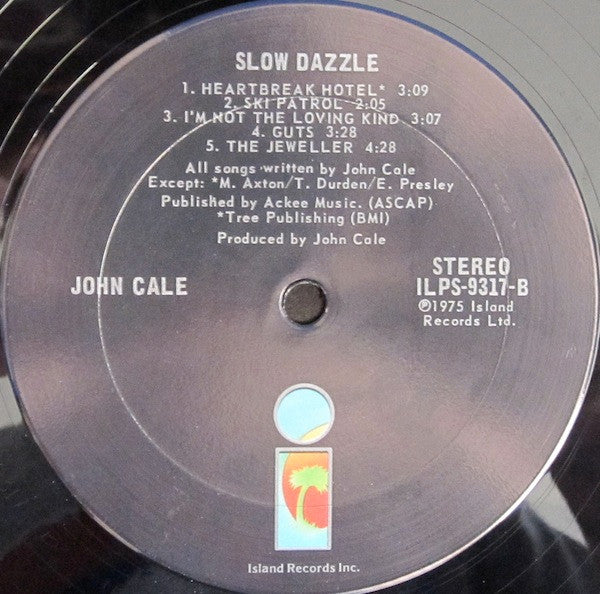 SLOW DAZZLE
1. HEARTBREAK HOTEL* 3:09
2. SKI PATROL 2:05
3. I'M NOT THE LOVING KIND 3:07
4. GUTS 3:28
5. THE JEWELLER 4:28
All songs written by John Cale
Except: *M. Axton/T. Durden/E. Presley
Published by Ackee Music. (ASCAP)
*Tree Publishing (BMI)
Produced by John Cale
JOHN CALE
STEREO
ILPS-9317-B
℗1975 Island
Records Ltd.
i
Island Records Inc.